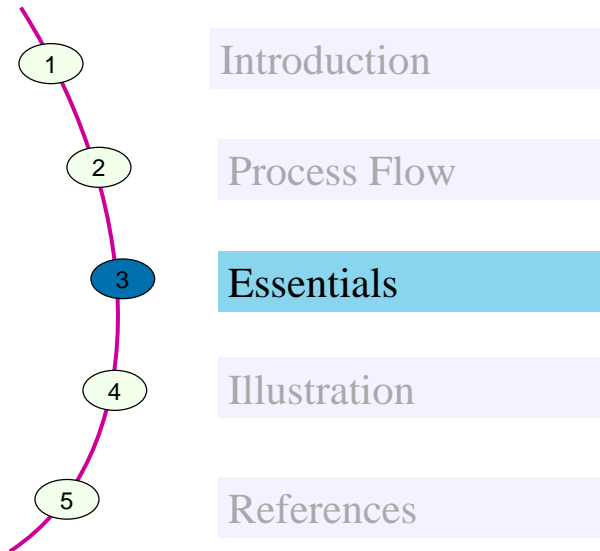 1 Introduction
2 Process Flow
3 Essentials
4 Illustration
5 References